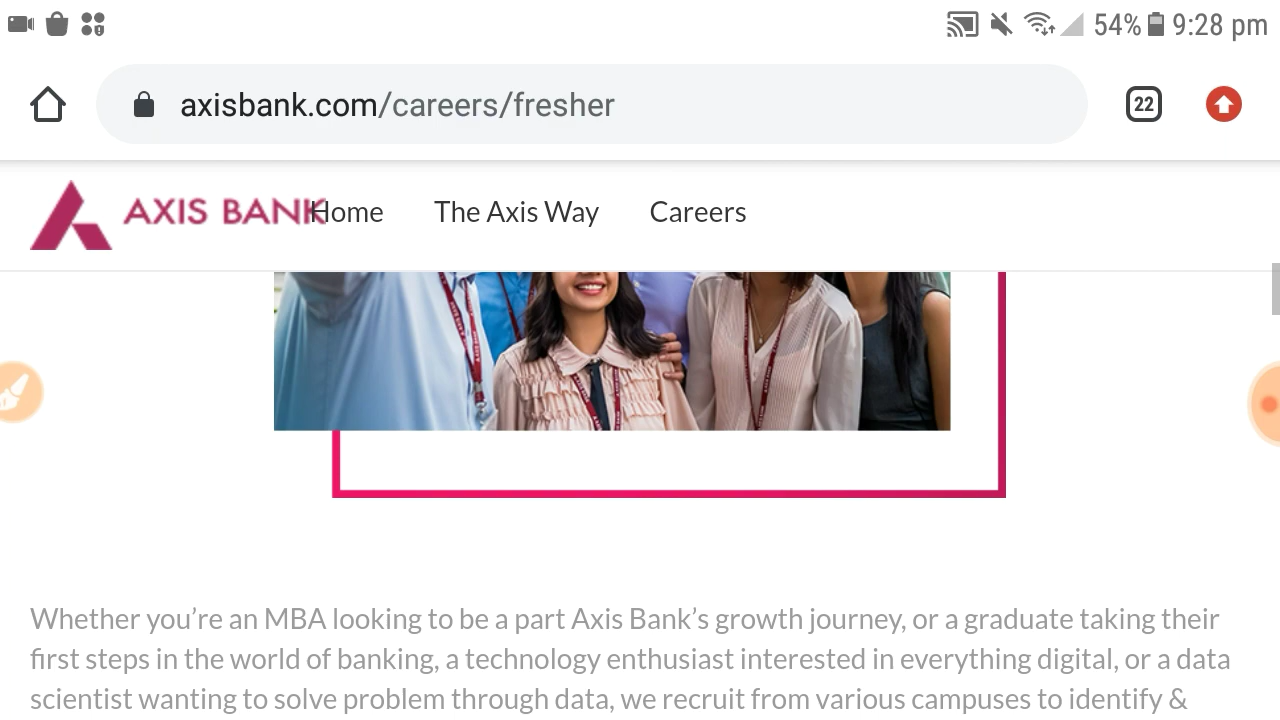 54% 9:28 pm
axisbank.com/careers/fresher 22
AXIS BANK Home The Axis Way Careers
Whether you’re an MBA looking to be a part Axis Bank’s growth journey, or a graduate taking their
first steps in the world of banking, a technology enthusiast interested in everything digital, or a data
scientist wanting to solve problem through data, we recruit from various campuses to identify &